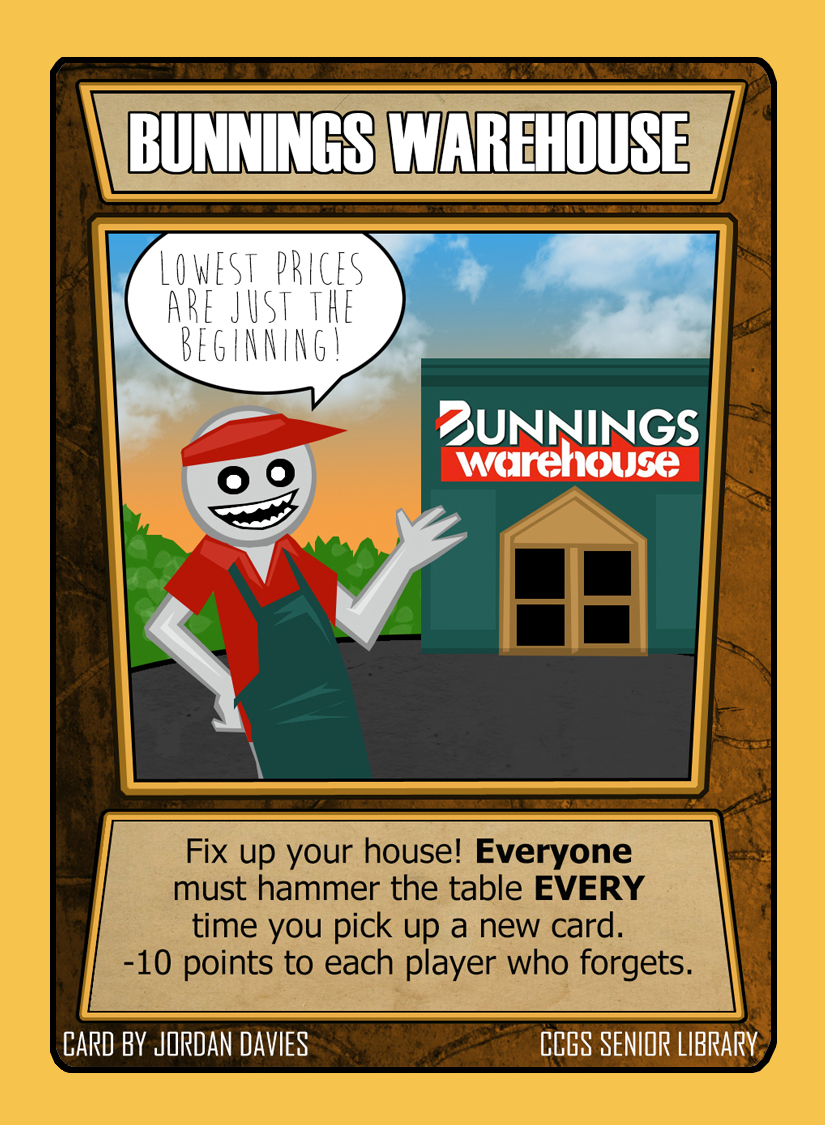 BUNNINGS WAREHOUSE
LOWEST PRICES
ARE JUST THE
BEGINNING!
BUNNINGS
warehouse
Fix up your house! Everyone
must hammer the table EVERY
time you pick up a new card.
-10 points to each player who forgets.
CARD BY JORDAN DAVIES
CCGS SENIOR LIBRARY